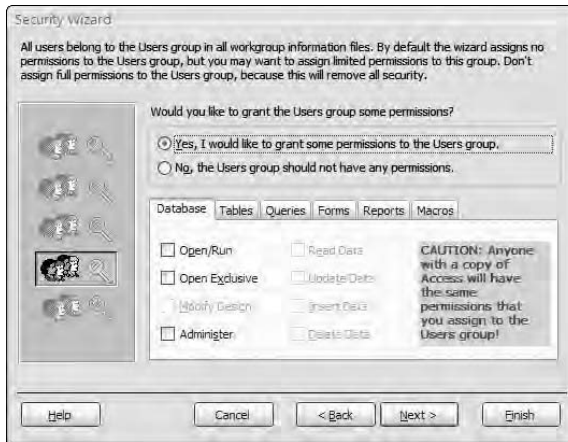 Security Wizard
All users belong to the Users group in all workgroup information files. By default the wizard assigns no
permissions to the Users group, but you may want to assign limited permissions to this group. Don't
assign full permissions to the Users group, because this will remove all security.
Would you like to grant the Users group some permissions?
Yes, I would like to grant some permissions to the Users group.
No, the Users group should not have any permissions.
Database Tables Queries Forms Reports Macros
Open/Run
Open Exclusive
Modify Design
Administer
Read Data
Update Data
Insert Data
Delete Data
CAUTION: Anyone
with a copy of
Access will have
the same
permissions that
you assign to the
Users group!
Help Cancel < Back Next > Finish